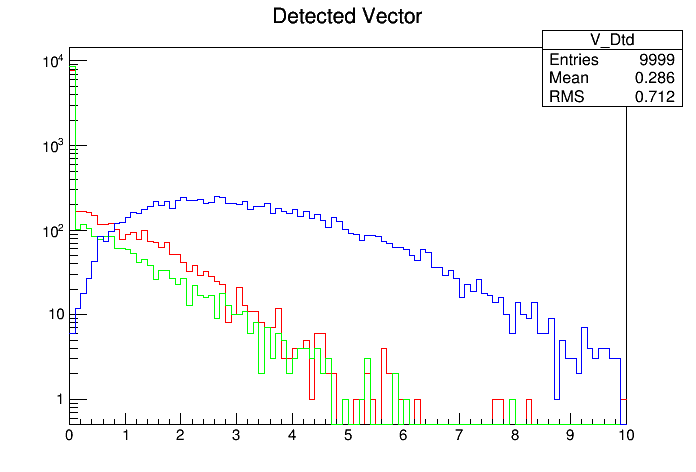 Detected Vector
V_Dtd
Entries 9999
Mean 0.286
RMS 0.712
10^4
10^3
10^2
10
1
0 1 2 3 4 5 6 7 8 9 10